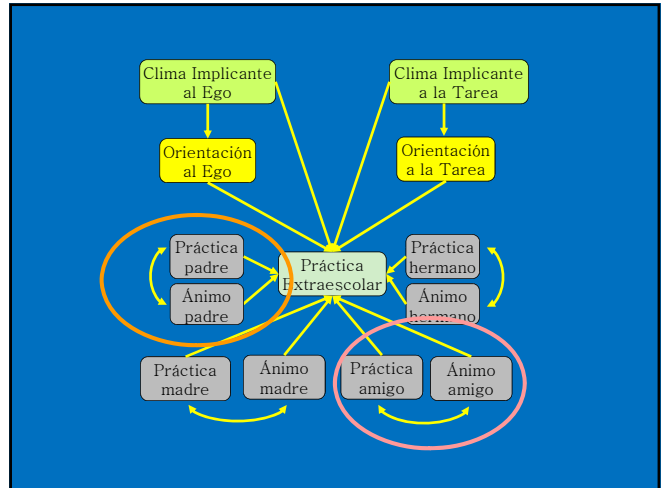 Clima Implicante
al Ego
Clima Implicante
a la Tarea
Orientación
al Ego
Orientación
a la Tarea
Práctica
padre
Práctica
Extraescolar
Práctica
hermano
Ánimo
padre
Ánimo
hermano
Práctica
madre
Ánimo
madre
Práctica
amigo
Ánimo
amigo